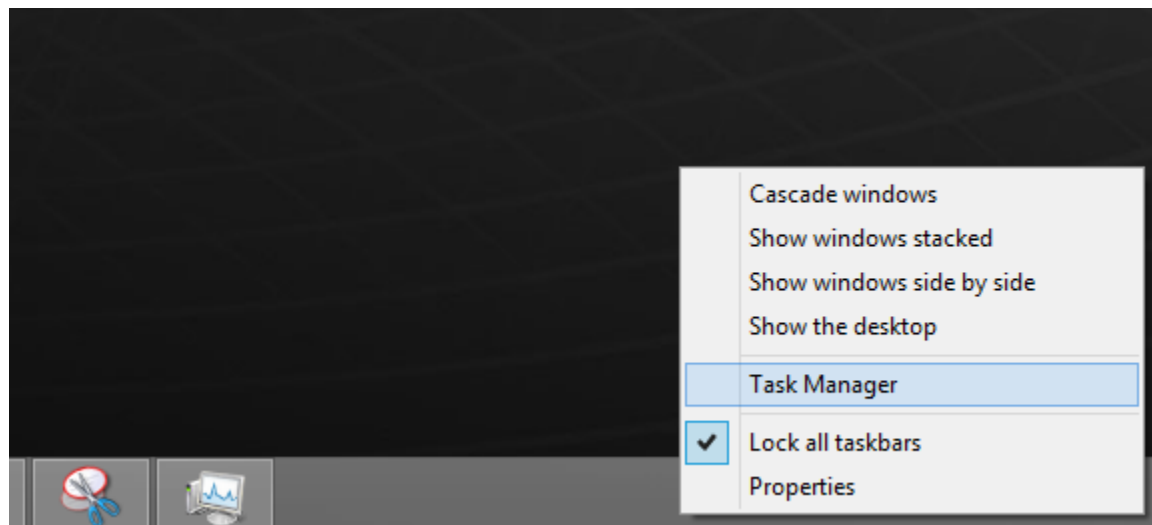 Cascade windows
Show windows stacked
Show windows side by side
Show the desktop
Task Manager
Lock all taskbars
Properties